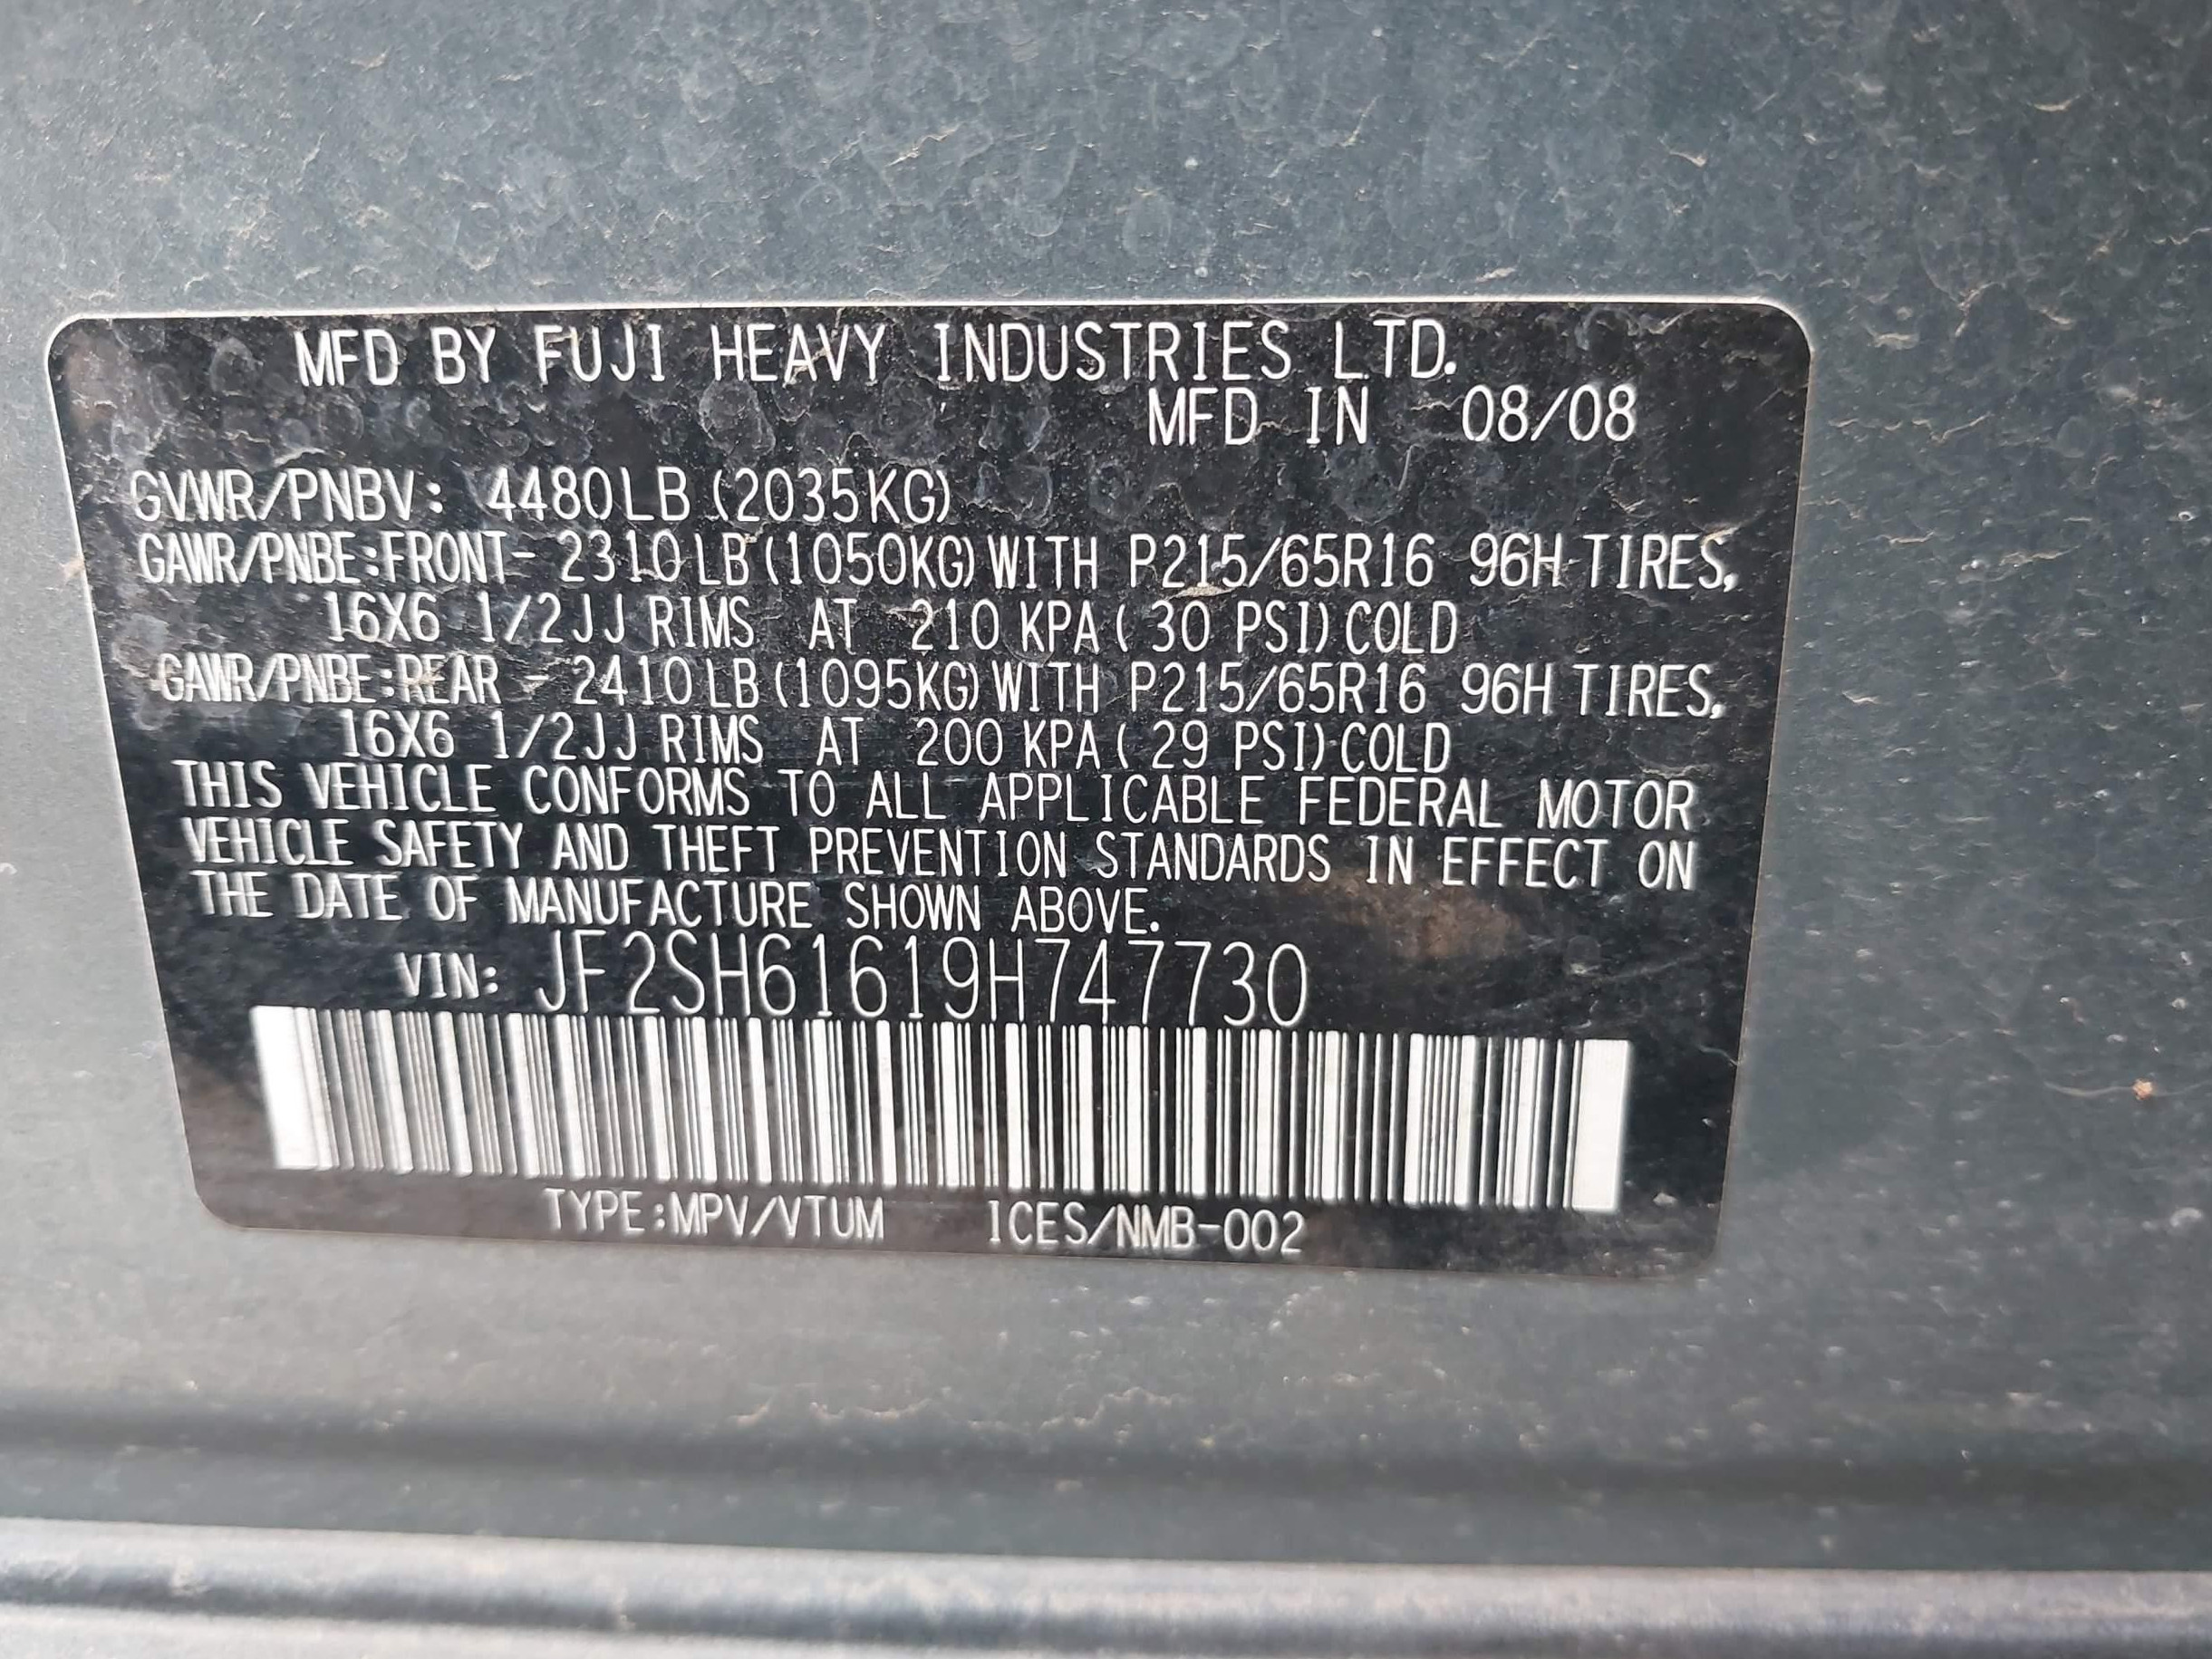 MFD BY FUJI HEAVY INDUSTRIES LTD.
MFD IN 08/08
GVWR/PNBV: 4480LB (2035KG)
GAWR/PNBE:FRONT- 2310LB(1050KG)WITH P215/65R16 96H TIRES,
16X6 1/2JJ RIMS AT 210 KPA( 30 PSI)COLD
GAWR/PNBE:REAR - 2410LB(1095KG)WITH P215/65R16 96H TIRES,
16X6 1/2JJ RIMS AT 200 KPA( 29 PSI)COLD
THIS VEHICLE CONFORMS TO ALL APPLICABLE FEDERAL MOTOR
VEHICLE SAFETY AND THEFT PREVENTION STANDARDS IN EFFECT ON
THE DATE OF MANUFACTURE SHOWN ABOVE.
VIN: JF2SH61619H747730
TYPE:MPV/VTUM ICES/NMB-002